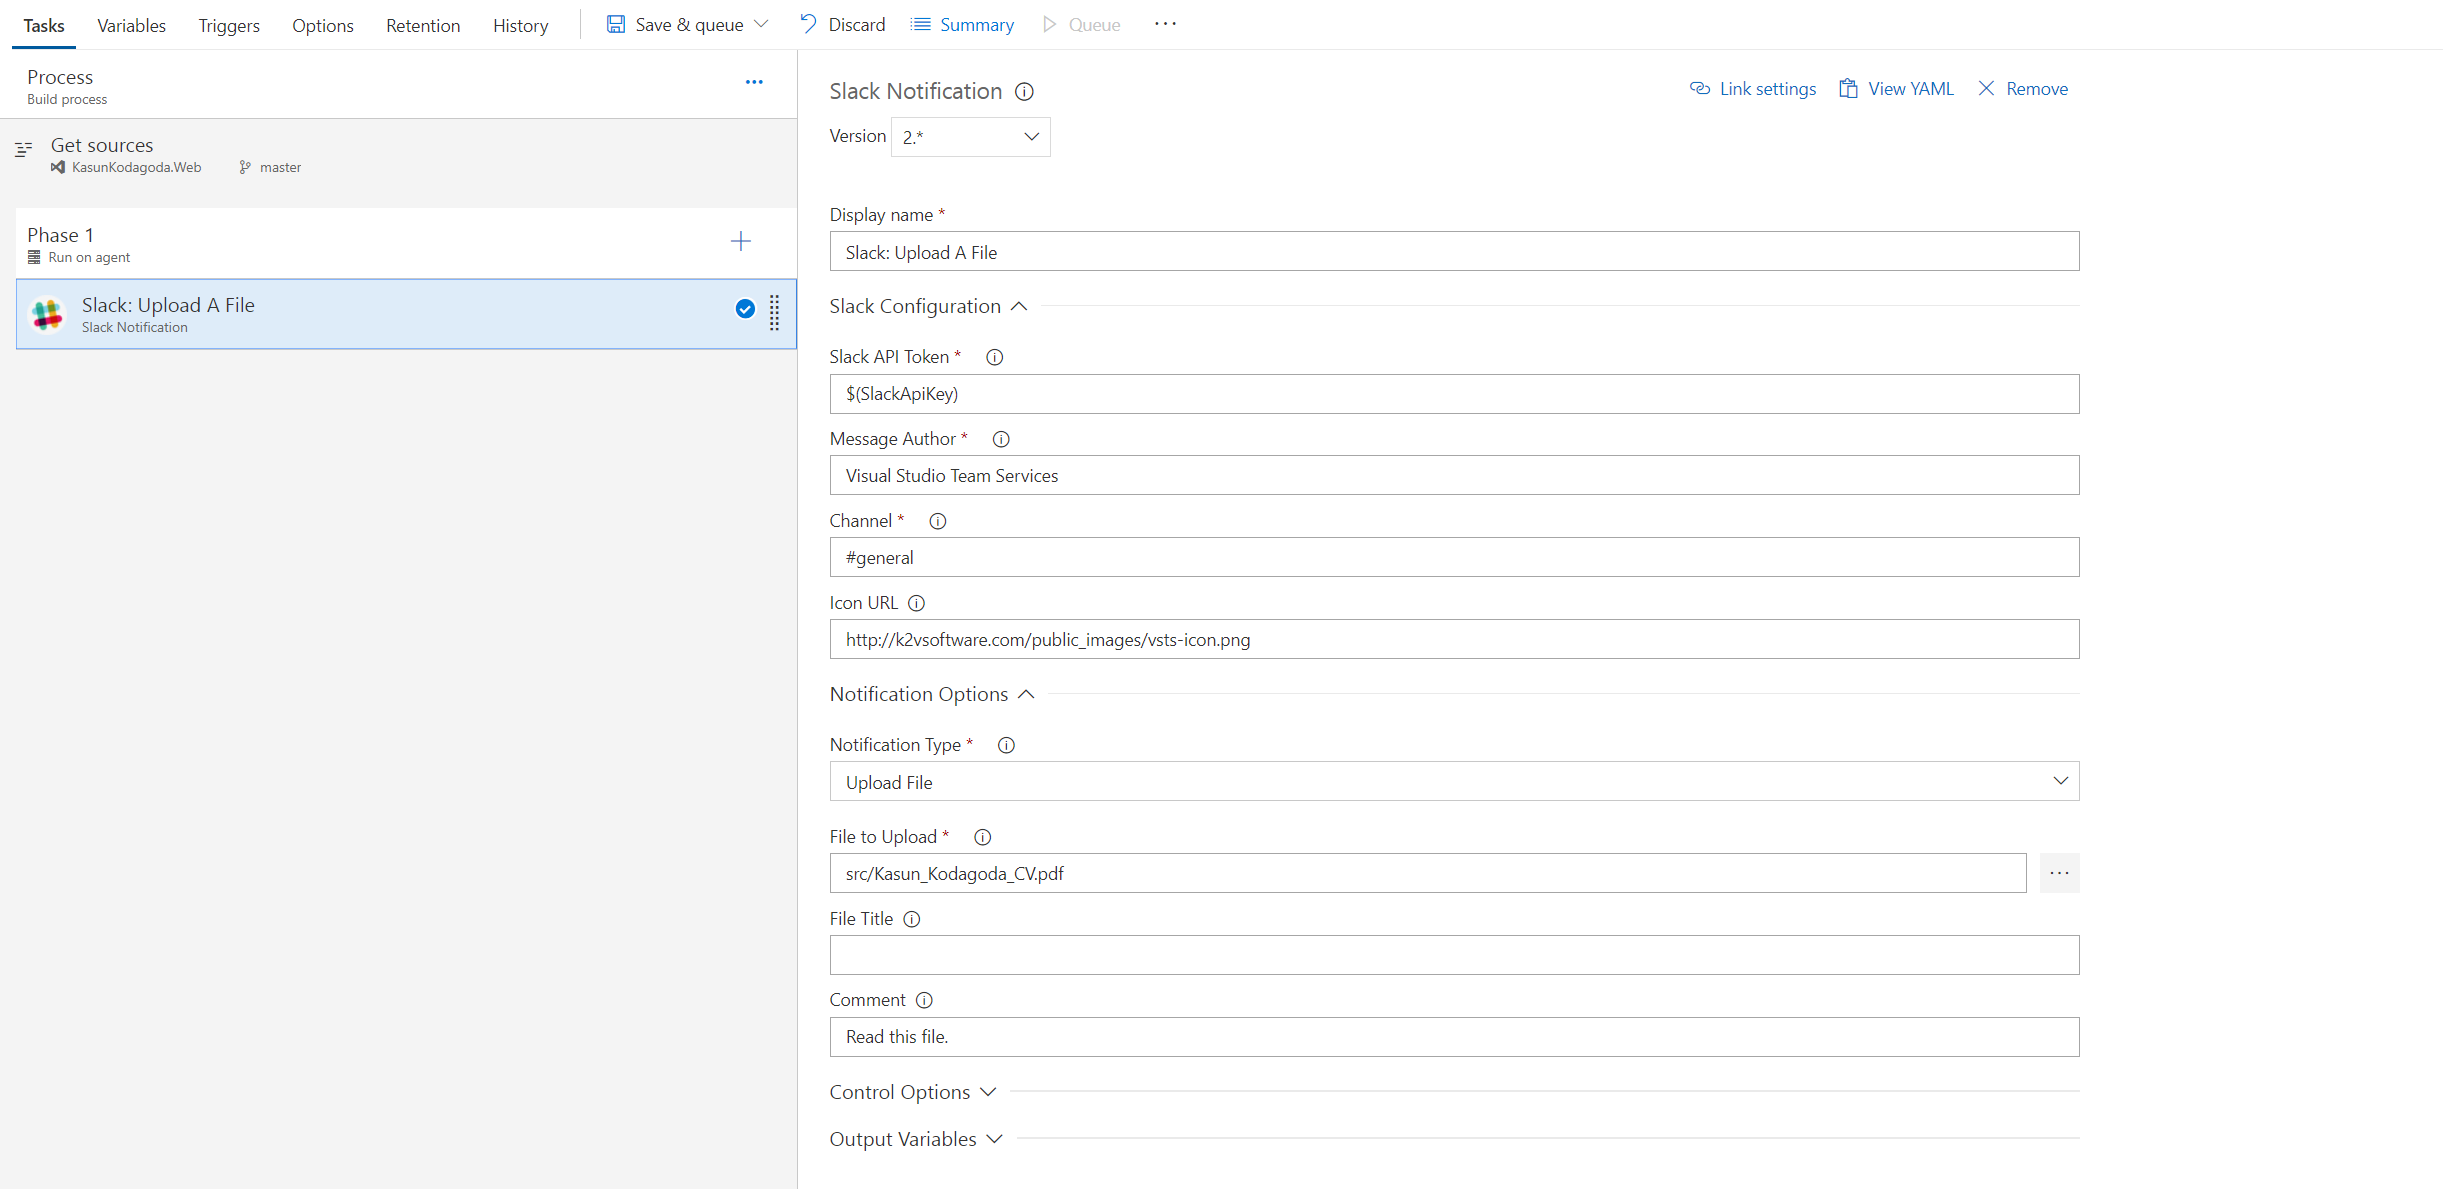 Tasks Variables Triggers Options Retention History Save & queue Discard Summary Queue ...
Process
Build process
...
Get sources
KasunKodagoda.Web master
Phase 1
Run on agent
Slack: Upload A File
Slack Notification
Slack Notification
Link settings View YAML Remove
Version 2.*
Display name *
Slack: Upload A File
Slack Configuration
Slack API Token *
$(SlackApiKey)
Message Author *
Visual Studio Team Services
Channel *
#general
Icon URL
http://k2vsoftware.com/public_images/vsts-icon.png
Notification Options
Notification Type *
Upload File
File to Upload *
src/Kasun_Kodagoda_CV.pdf
...
File Title
Comment
Read this file.
Control Options
Output Variables